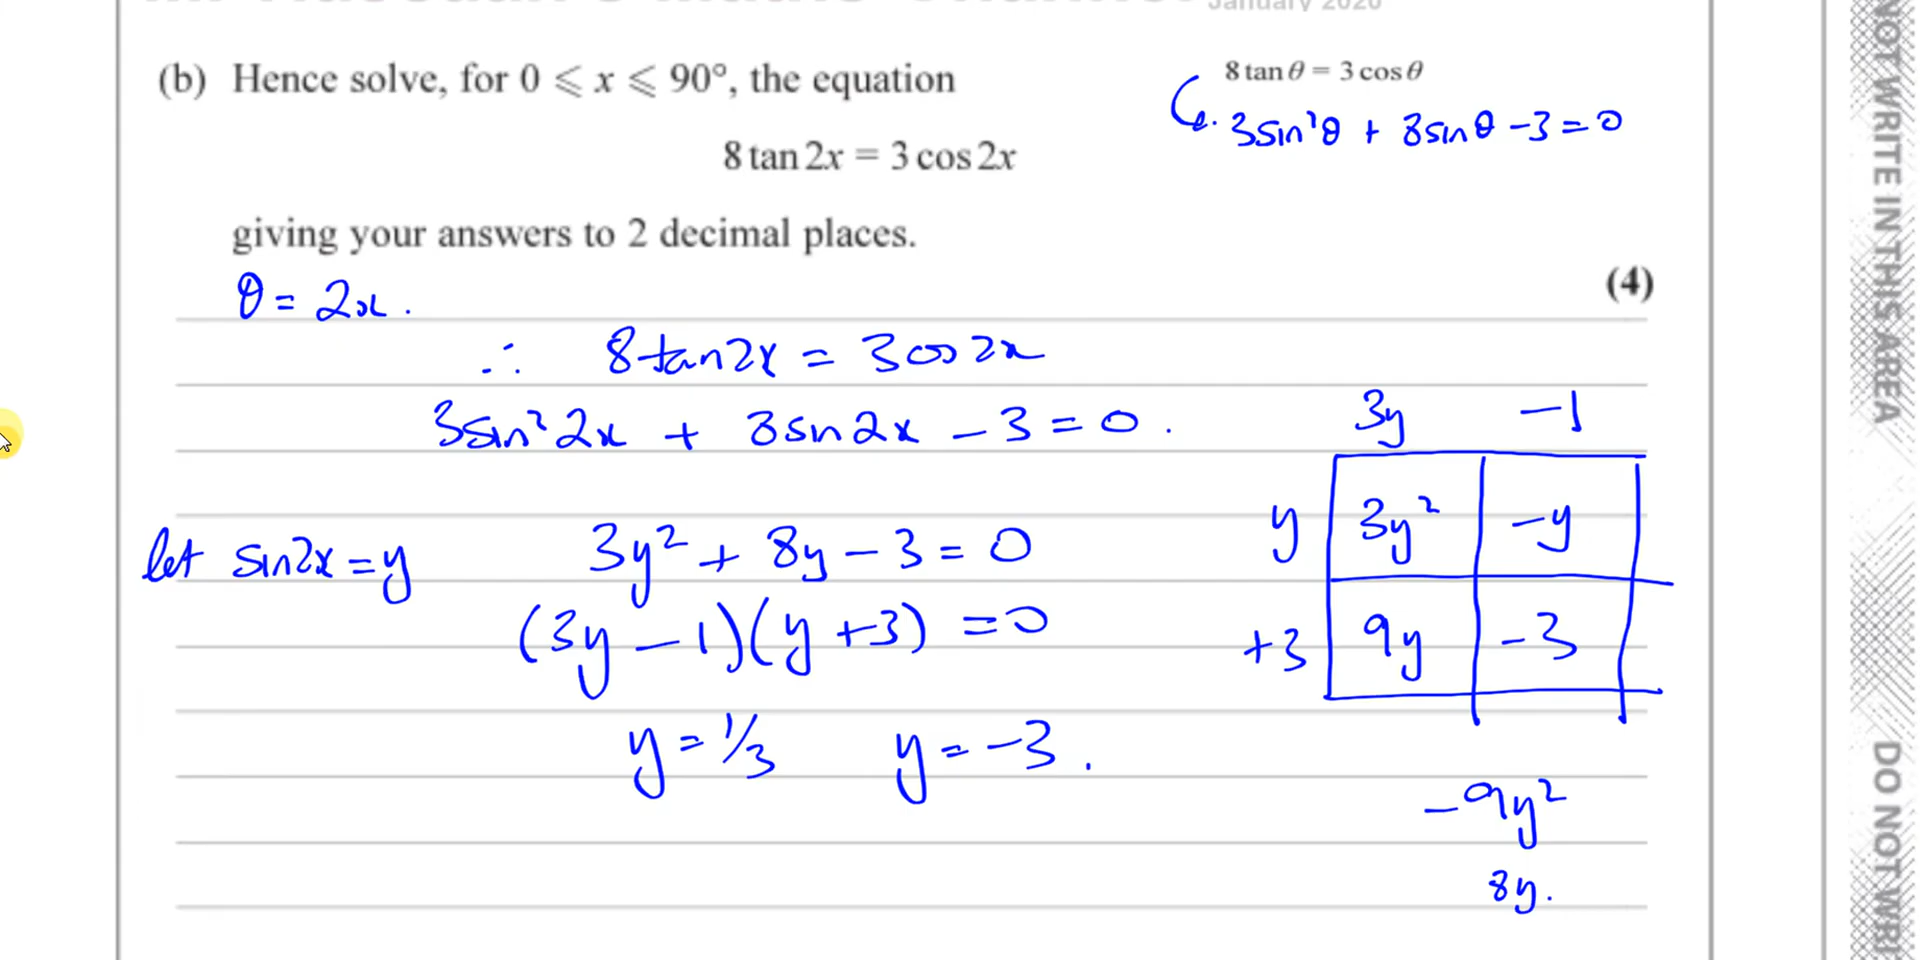 January 2020
(b) Hence solve, for 0 ⩽ x ⩽ 90°, the equation
8 tan θ = 3 cos θ
3sin²θ + 8sinθ - 3 = 0
8 tan 2x = 3 cos 2x
giving your answers to 2 decimal places.
(4)
θ = 2x.
∴ 8tan2x = 3cos2x
3sin²2x + 8sin2x - 3 = 0.
let sin2x = y
3y² + 8y - 3 = 0
(3y - 1)(y + 3) = 0
y = 1/3 y = -3.
3y -1
y 3y² -y
+3 9y -3
-9y²
8y.
NOT WRITE IN THIS AREA
DO NOT WRI